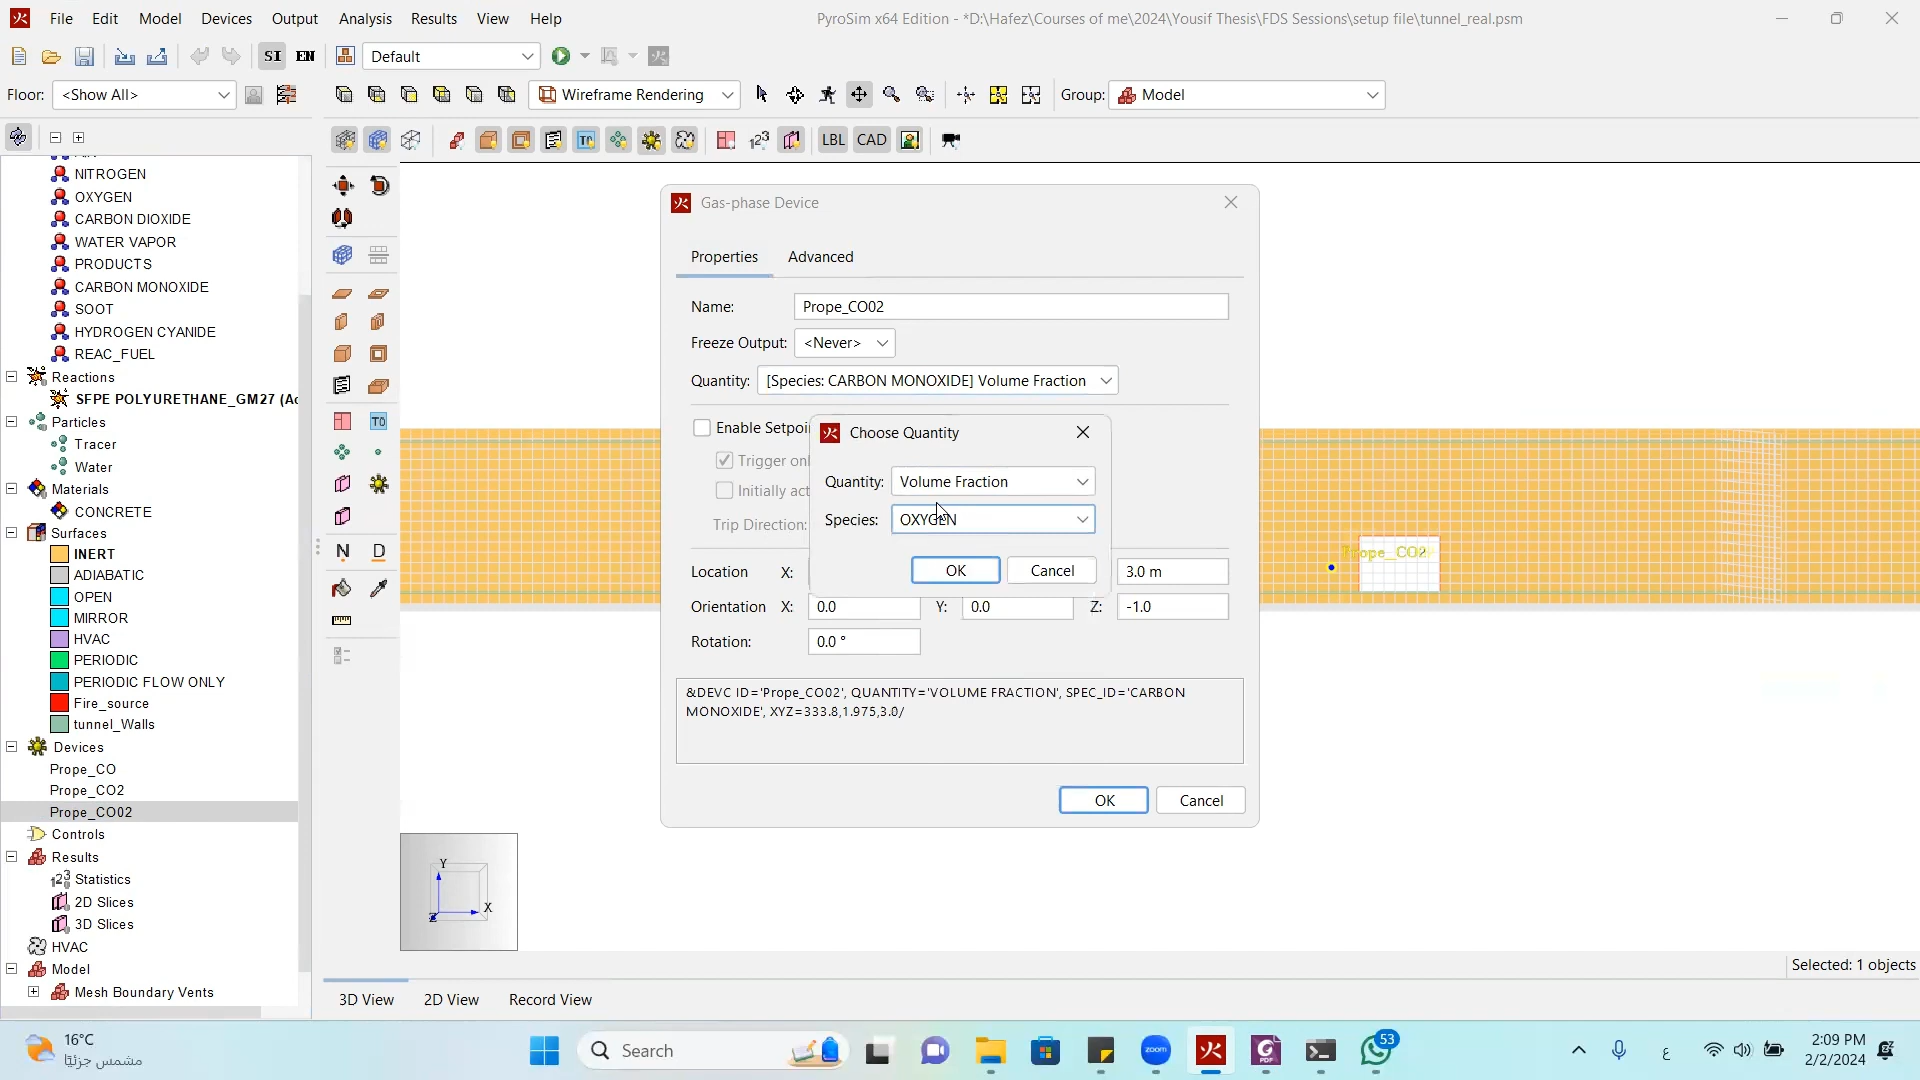 File Edit Model Devices Output Analysis Results View Help
PyroSim x64 Edition - *D:\Hafez\Courses of me\2024\Yousif Thesis\FDS Sessions\setup file\tunnel_real.psm
SI EN Default
Floor: <Show All> Wireframe Rendering Group: Model
LBL CAD
NITROGEN
OXYGEN
CARBON DIOXIDE
WATER VAPOR
PRODUCTS
CARBON MONOXIDE
SOOT
HYDROGEN CYANIDE
REAC_FUEL
Reactions
SFPE POLYURETHANE_GM27 (Ac
Particles
Tracer
Water
Materials
CONCRETE
Surfaces
INERT
ADIABATIC
OPEN
MIRROR
HVAC
PERIODIC
PERIODIC FLOW ONLY
Fire_source
tunnel_Walls
Devices
Prope_CO
Prope_CO2
Prope_CO02
Controls
Results
Statistics
2D Slices
3D Slices
HVAC
Model
Mesh Boundary Vents
N D
Gas-phase Device
Properties Advanced
Name: Prope_CO02
Freeze Output: <Never>
Quantity: [Species: CARBON MONOXIDE] Volume Fraction
Enable Setpoi
Trigger onl
Initially act
Trip Direction:
Location X: 3.0 m
Orientation X: 0.0 Y: 0.0 Z: -1.0
Rotation: 0.0 °
&DEVC ID='Prope_CO02', QUANTITY='VOLUME FRACTION', SPEC_ID='CARBON
MONOXIDE', XYZ=333.8,1.975,3.0/
OK Cancel
Choose Quantity
Quantity: Volume Fraction
Species: OXYGEN
OK Cancel
Y
X
Z
Selected: 1 objects
3D View 2D View Record View
16°C
مشمس جزئيًا
Search
zoom
PDF
53
ع
2:09 PM
2/2/2024